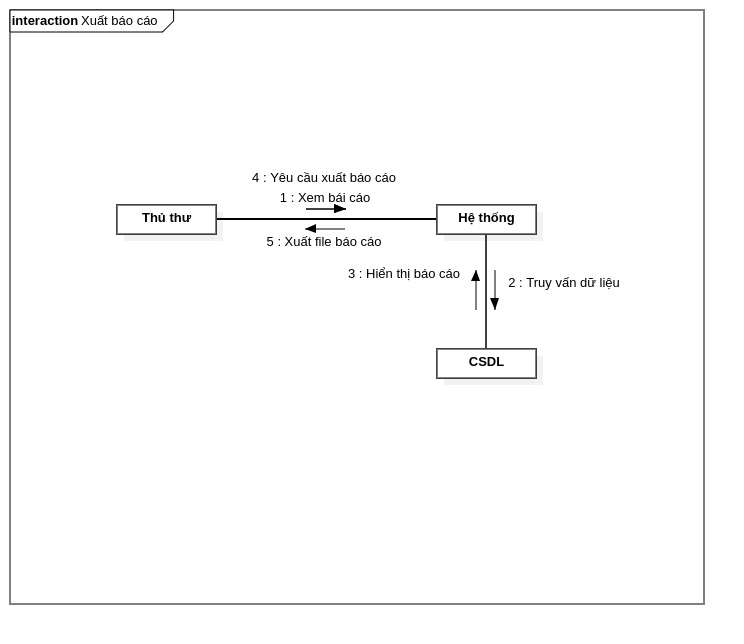 interaction Xuất báo cáo
4 : Yêu cầu xuất báo cáo
1 : Xem bái cáo
Thủ thư
Hệ thống
5 : Xuất file báo cáo
3 : Hiển thị báo cáo
2 : Truy vấn dữ liệu
CSDL